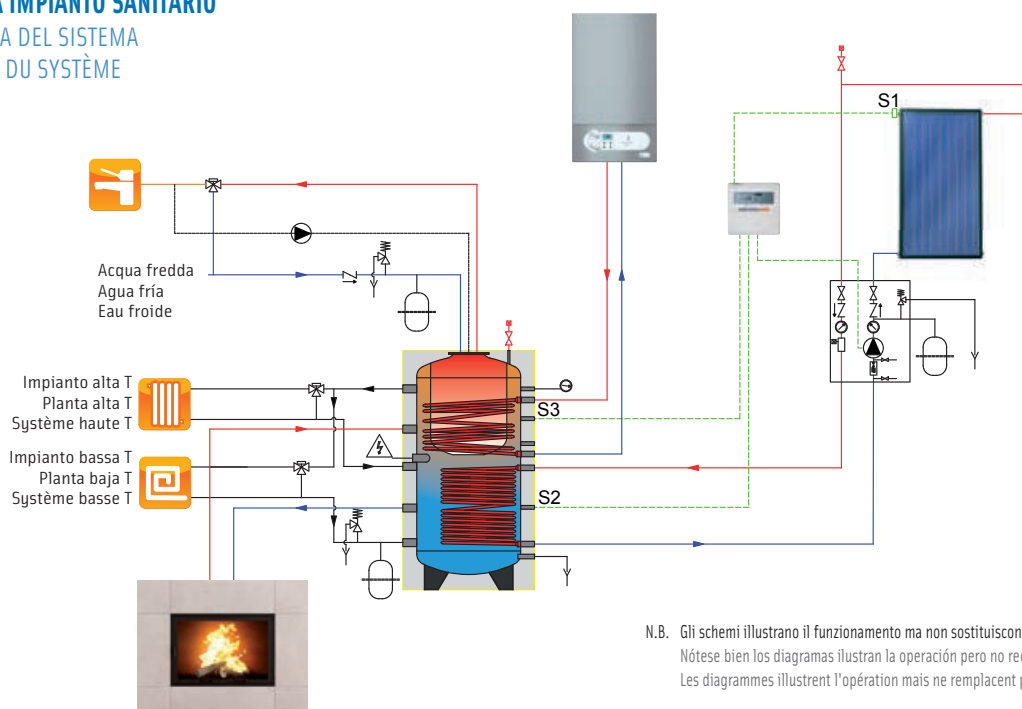 A IMPIANTO SANITARIO
A DEL SISTEMA
DU SYSTÈME
S1
Acqua fredda
Agua fría
Eau froide
Impianto alta T
Planta alta T
Système haute T
S3
Impianto bassa T
Planta baja T
Système basse T
S2
N.B. Gli schemi illustrano il funzionamento ma non sostituiscon
Nótese bien los diagramas ilustran la operación pero no
Les diagrammes illustrent l'opération mais ne remplacent